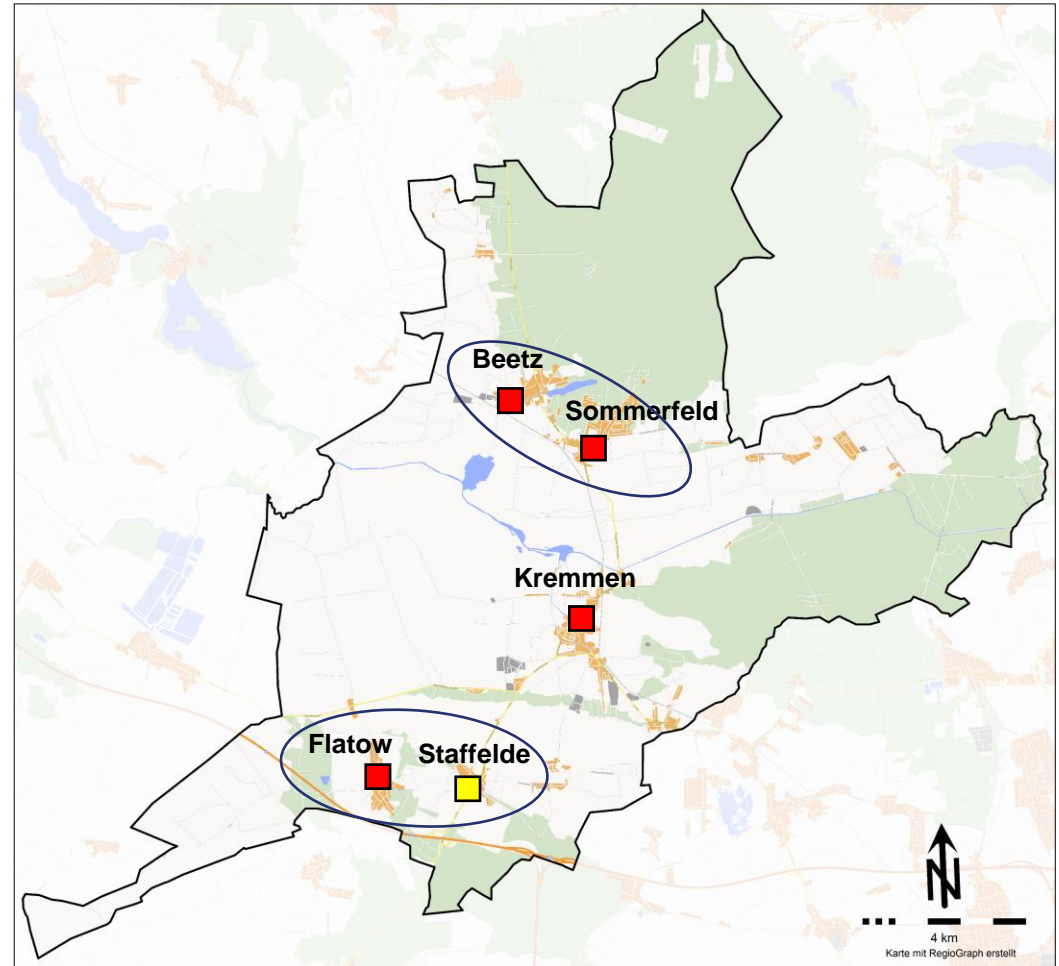 Beetz
Sommerfeld
Kremmen
Flatow
Staffelde
N
4 km
Karte mit RegioGraph erstellt